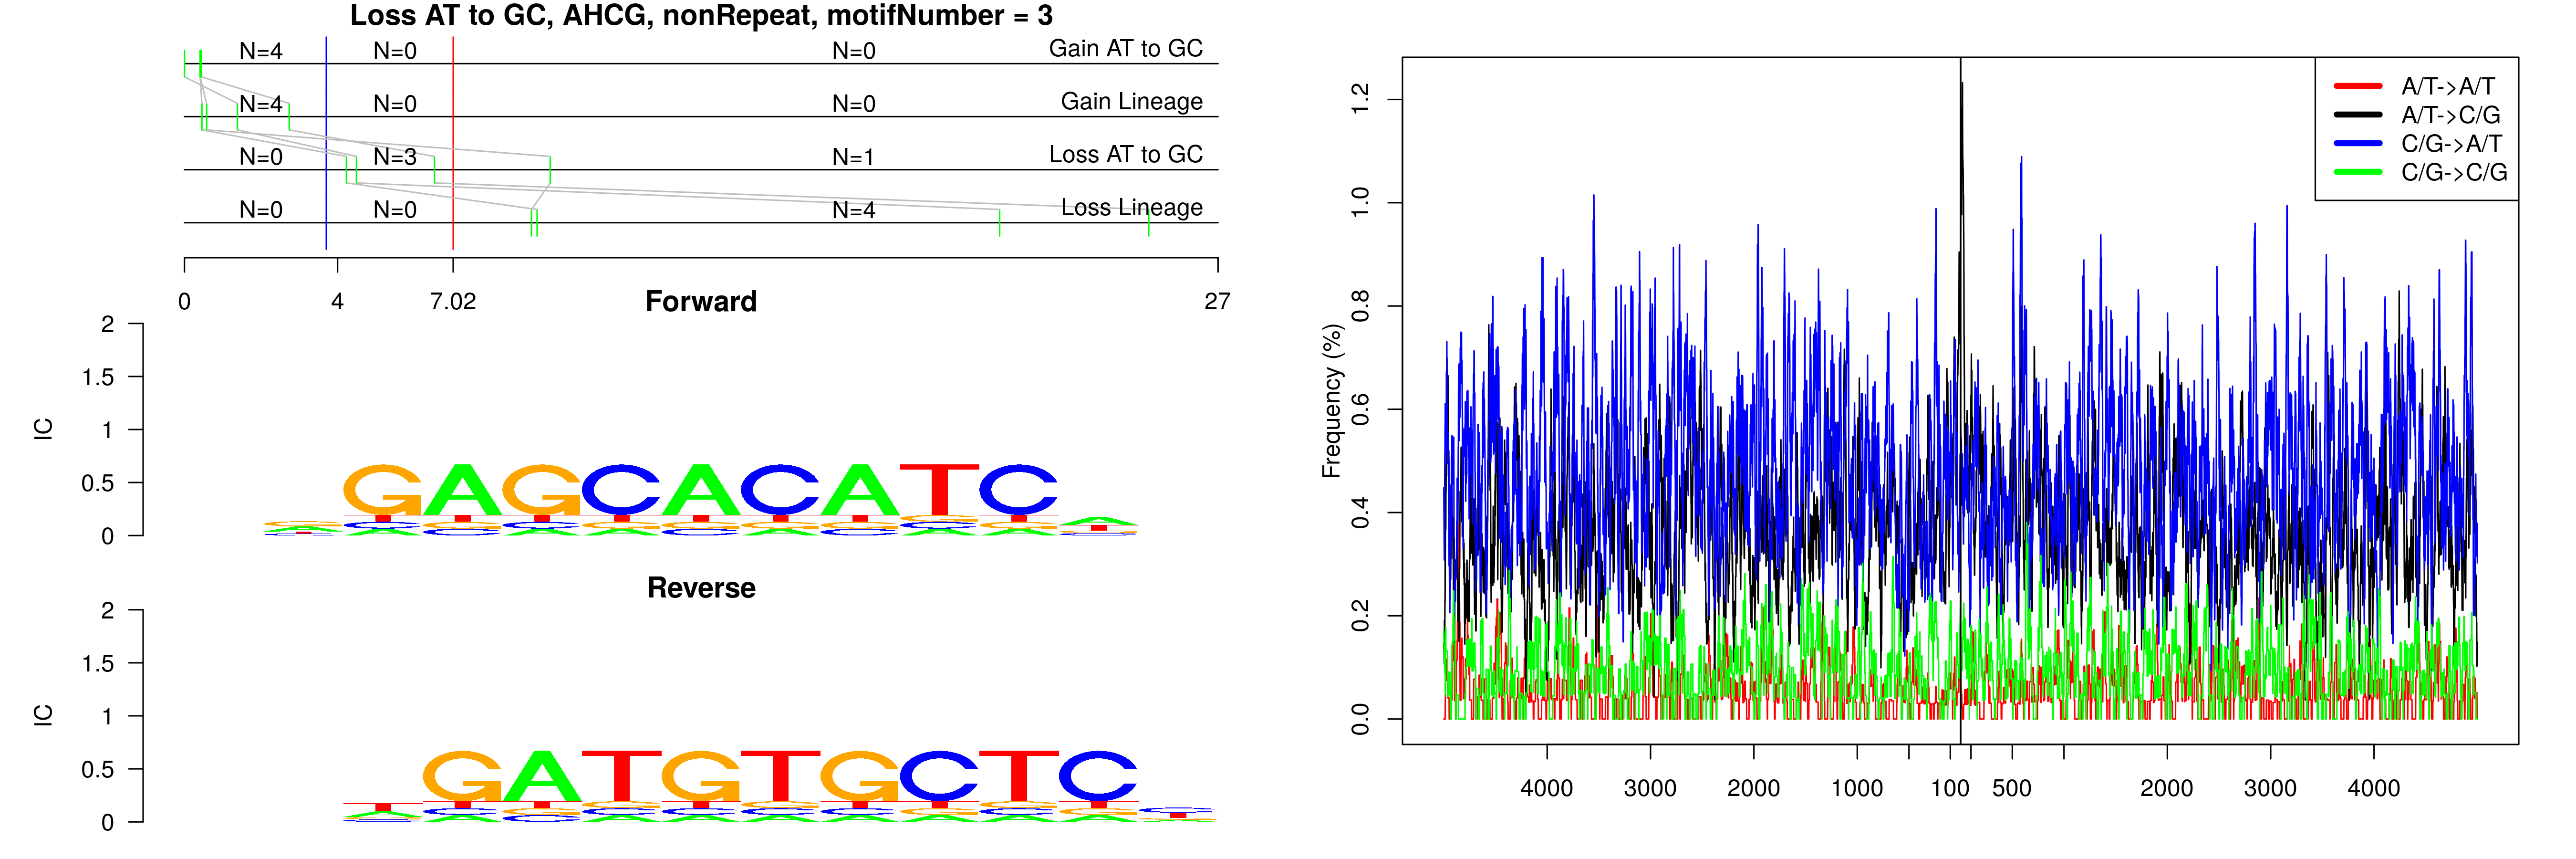 Loss AT to GC, AHCG, nonRepeat, motifNumber = 3
N=4 N=0 N=0 Gain AT to GC
N=4 N=0 N=0 Gain Lineage
N=0 N=3 N=1 Loss AT to GC
N=0 N=0 N=4 Loss Lineage
0 4 7.02 27
Forward
2
1.5
1
0.5
0
IC
GAGCACATC
Reverse
2
1.5
1
0.5
0
IC
GATGTGCTC
A/T->A/T
A/T->C/G
C/G->A/T
C/G->C/G
Frequency (%)
1.2
1.0
0.8
0.6
0.4
0.2
0.0
4000 3000 2000 1000 100 500 2000 3000 4000